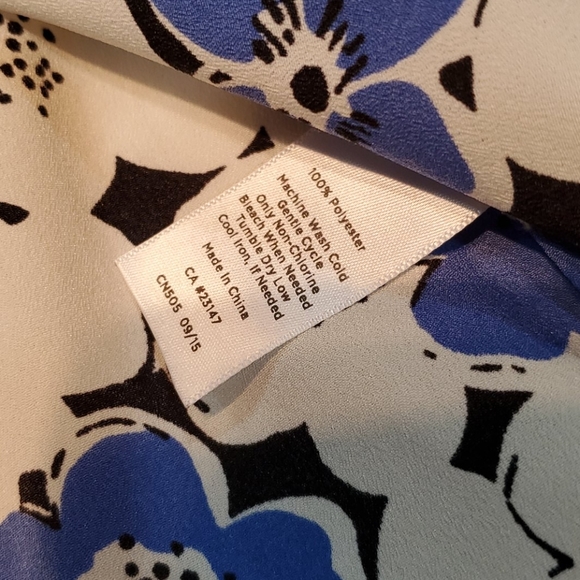 100% Polyester
Machine Wash Cold
Gentle Cycle
Only Non-Chlorine
Bleach When Needed
Tumble Dry Low
Cool Iron, If Needed
Made In China
CA #23147
CN505 09/15